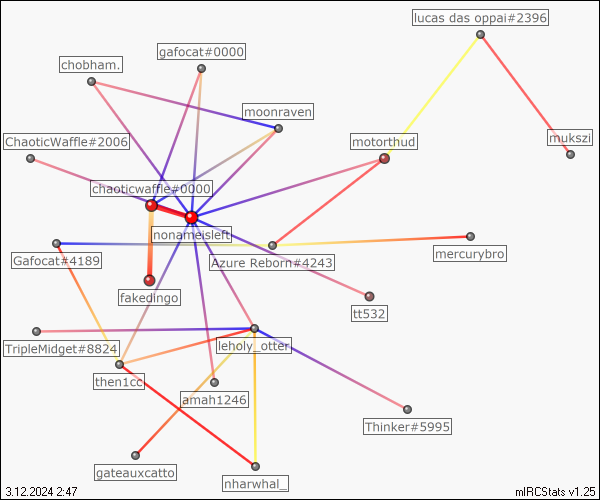 lucas das oppai#2396
gafocat#0000
chobham.
moonraven
ChaoticWaffle#2006
motorthud
mukszi
chaoticwaffle#0000
nonameisleft
mercurybro
Gafocat#4189
Azure Reborn#4243
fakedingo
tt532
TripleMidget#8824
leholy_otter
then1cc
amah1246
Thinker#5995
gateauxcatto
nharwhal_
3.12.2024 2:47
mIRCStats v1.25